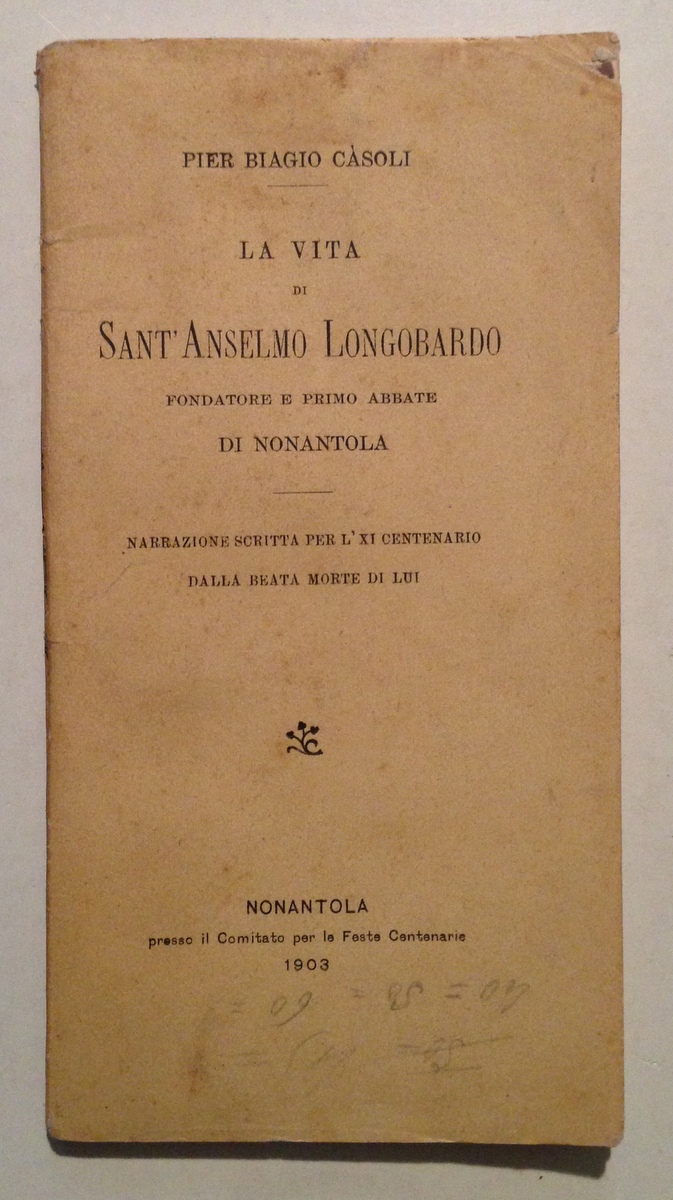 PIER BIAGIO CÀSOLI
LA VITA
DI
SANT'ANSELMO LONGOBARDO
FONDATORE E PRIMO ABBATE
DI NONANTOLA
NARRAZIONE SCRITTA PER L'XI CENTENARIO
DALLA BEATA MORTE DI LUI
NONANTOLA
presso il Comitato per le Feste Centenarie
1903